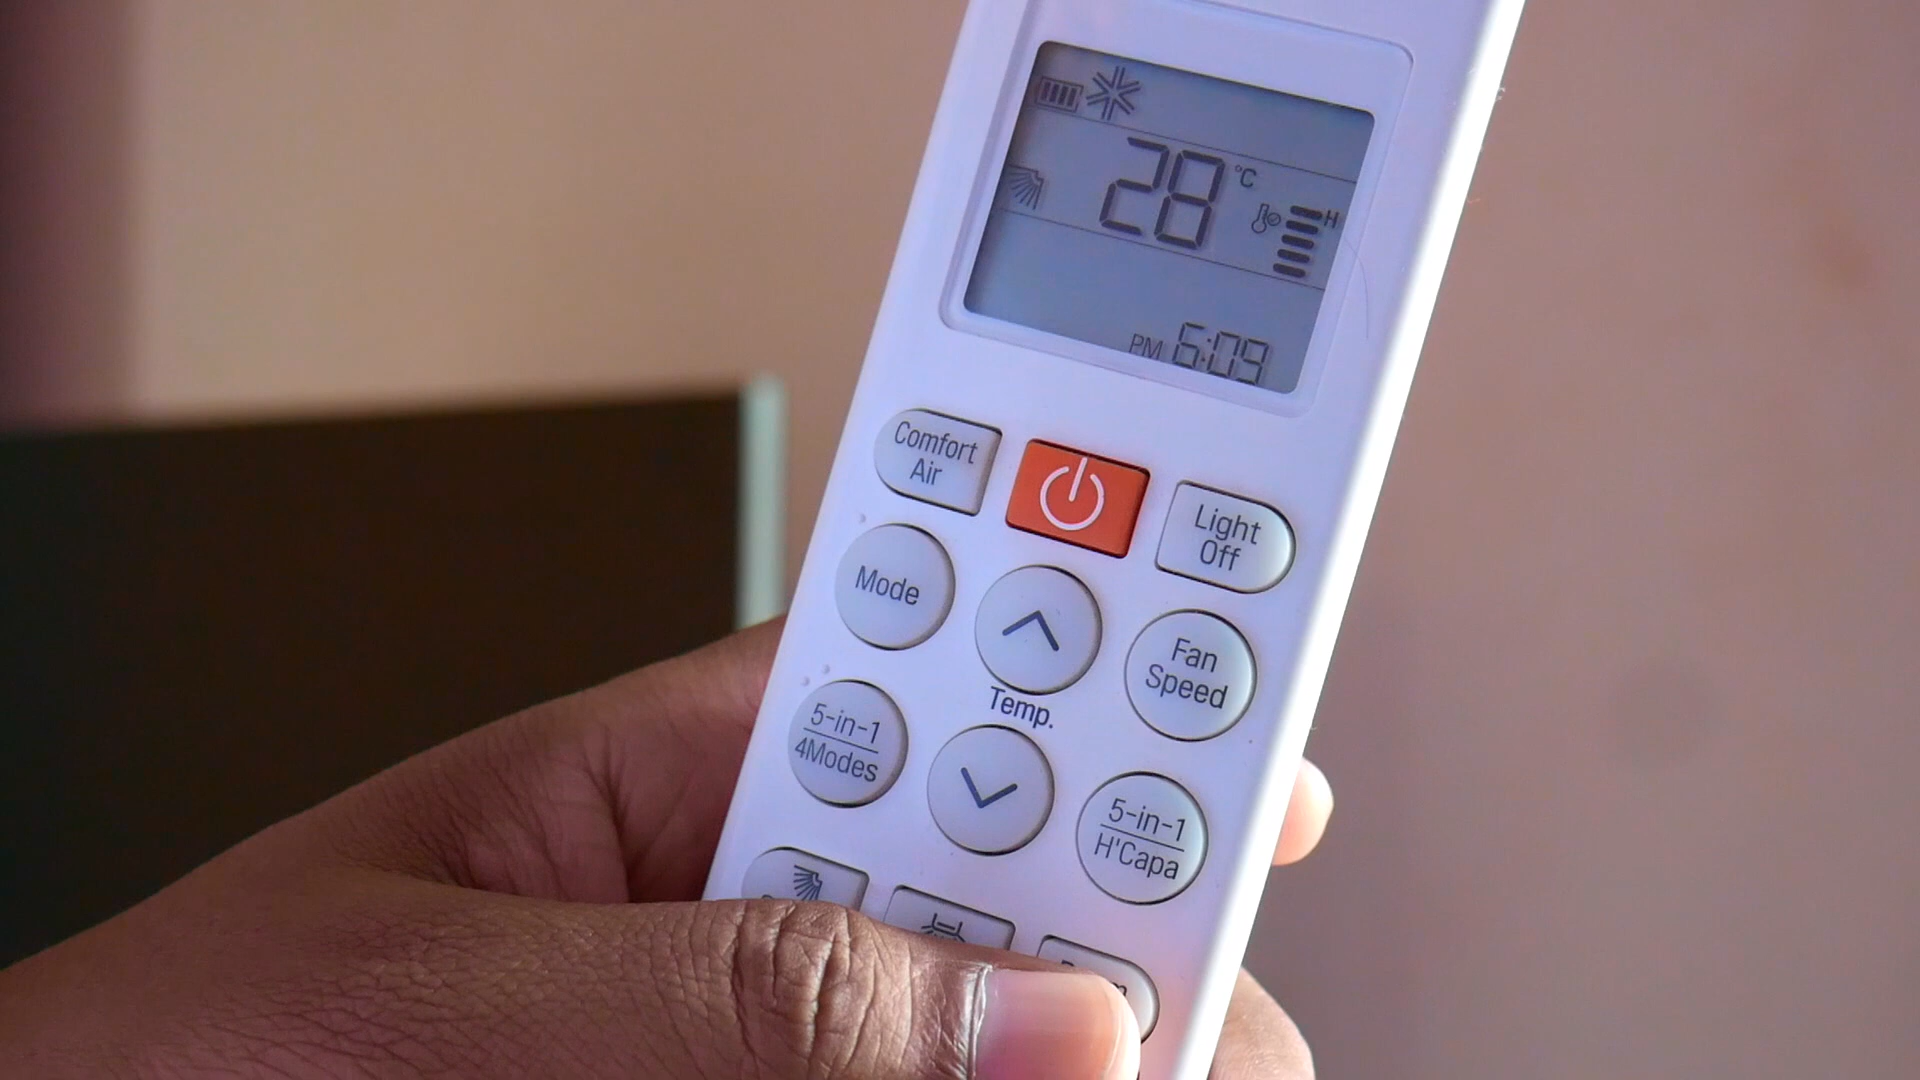 28 °C
H
PM 6:09
Comfort
Air
Light
Off
Mode
Fan
Speed
Temp.
5-in-1
4Modes
5-in-1
H'Capa